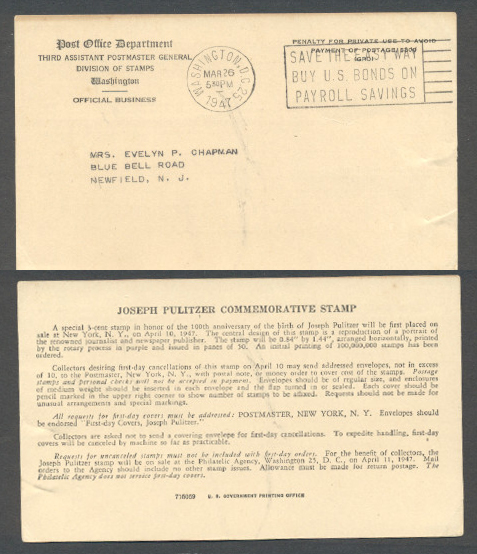 Post Office Department
THIRD ASSISTANT POSTMASTER GENERAL
DIVISION OF STAMPS
Washington
OFFICIAL BUSINESS
WASHINGTON, D.C. 25
MAR 26
5 30 PM
1947
PENALTY FOR PRIVATE USE TO AVOID
PAYMENT OF POSTAGE, $300
(GPO)
SAVE THE EASY WAY
BUY U.S. BONDS ON
PAYROLL SAVINGS
MRS. EVELYN P. CHAPMAN
BLUE BELL ROAD
NEWFIELD, N. J.
JOSEPH PULITZER COMMEMORATIVE STAMP
A special 3-cent stamp in honor of the 100th anniversary of the birth of Joseph Pulitzer will be first placed on
sale at New York, N. Y., on April 10, 1947. The central design of this stamp is a reproduction of a portrait of
the renowned journalist and newspaper publisher. The stamp will be 0.84" by 1.44", arranged horizontally, printed
by the rotary process in purple and issued in panes of 50. An initial printing of 100,000,000 stamps has been
ordered.
Collectors desiring first-day cancellations of this stamp on April 10 may send addressed envelopes, not in excess
of 10, to the Postmaster, New York, N. Y., with postal note, or money order to cover cost of the stamps. Postage
stamps and personal checks will not be accepted in payment. Envelopes should be of regular size, and enclosures
of medium weight should be inserted in each envelope and the flap turned in or sealed. Each cover should be
pencil marked in the upper right corner to show number of stamps to be affixed. Requests should not be made for
unusual arrangements and special markings.
All requests for first-day covers must be addressed: POSTMASTER, NEW YORK, N. Y. Envelopes should
be endorsed "First-day Covers, Joseph Pulitzer."
Collectors are asked not to send a covering envelope for first-day cancellations. To expedite handling, first-day
covers will be canceled by machine so far as practicable.
Requests for uncanceled stamps must not be included with first-day orders. For the benefit of collectors, the
Joseph Pulitzer stamp will be on sale at the Philatelic Agency, Washington 25, D. C., on April 11, 1947. Mail
orders to the Agency should include no other stamp issues. Allowance must be made for return postage. The
Philatelic Agency does not service first-day covers.
U. S. GOVERNMENT PRINTING OFFICE